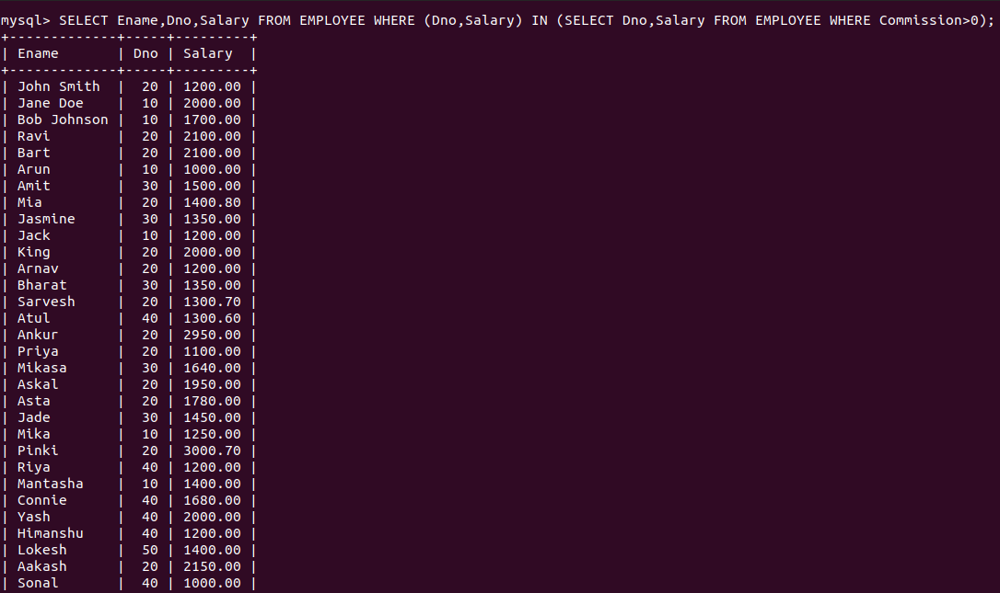 mysql> SELECT Ename,Dno,Salary FROM EMPLOYEE WHERE (Dno,Salary) IN (SELECT Dno,Salary FROM EMPLOYEE WHERE Commission>0);
+-------------+-----+---------+
| Ename       | Dno | Salary  |
+-------------+-----+---------+
| John Smith  |  20 | 1200.00 |
| Jane Doe    |  10 | 2000.00 |
| Bob Johnson |  10 | 1700.00 |
| Ravi        |  20 | 2100.00 |
| Bart        |  20 | 2100.00 |
| Arun        |  10 | 1000.00 |
| Amit        |  30 | 1500.00 |
| Mia         |  20 | 1400.80 |
| Jasmine     |  30 | 1350.00 |
| Jack        |  10 | 1200.00 |
| King        |  20 | 2000.00 |
| Arnav       |  20 | 1200.00 |
| Bharat      |  30 | 1350.00 |
| Sarvesh     |  20 | 1300.70 |
| Atul        |  40 | 1300.60 |
| Ankur       |  20 | 2950.00 |
| Priya       |  20 | 1100.00 |
| Mikasa      |  30 | 1640.00 |
| Askal       |  20 | 1950.00 |
| Asta        |  20 | 1780.00 |
| Jade        |  30 | 1450.00 |
| Mika        |  10 | 1250.00 |
| Pinki       |  20 | 3000.70 |
| Riya        |  40 | 1200.00 |
| Mantasha    |  10 | 1400.00 |
| Connie      |  40 | 1680.00 |
| Yash        |  40 | 2000.00 |
| Himanshu    |  40 | 1200.00 |
| Lokesh      |  50 | 1400.00 |
| Aakash      |  20 | 2150.00 |
| Sonal       |  40 | 1000.00 |